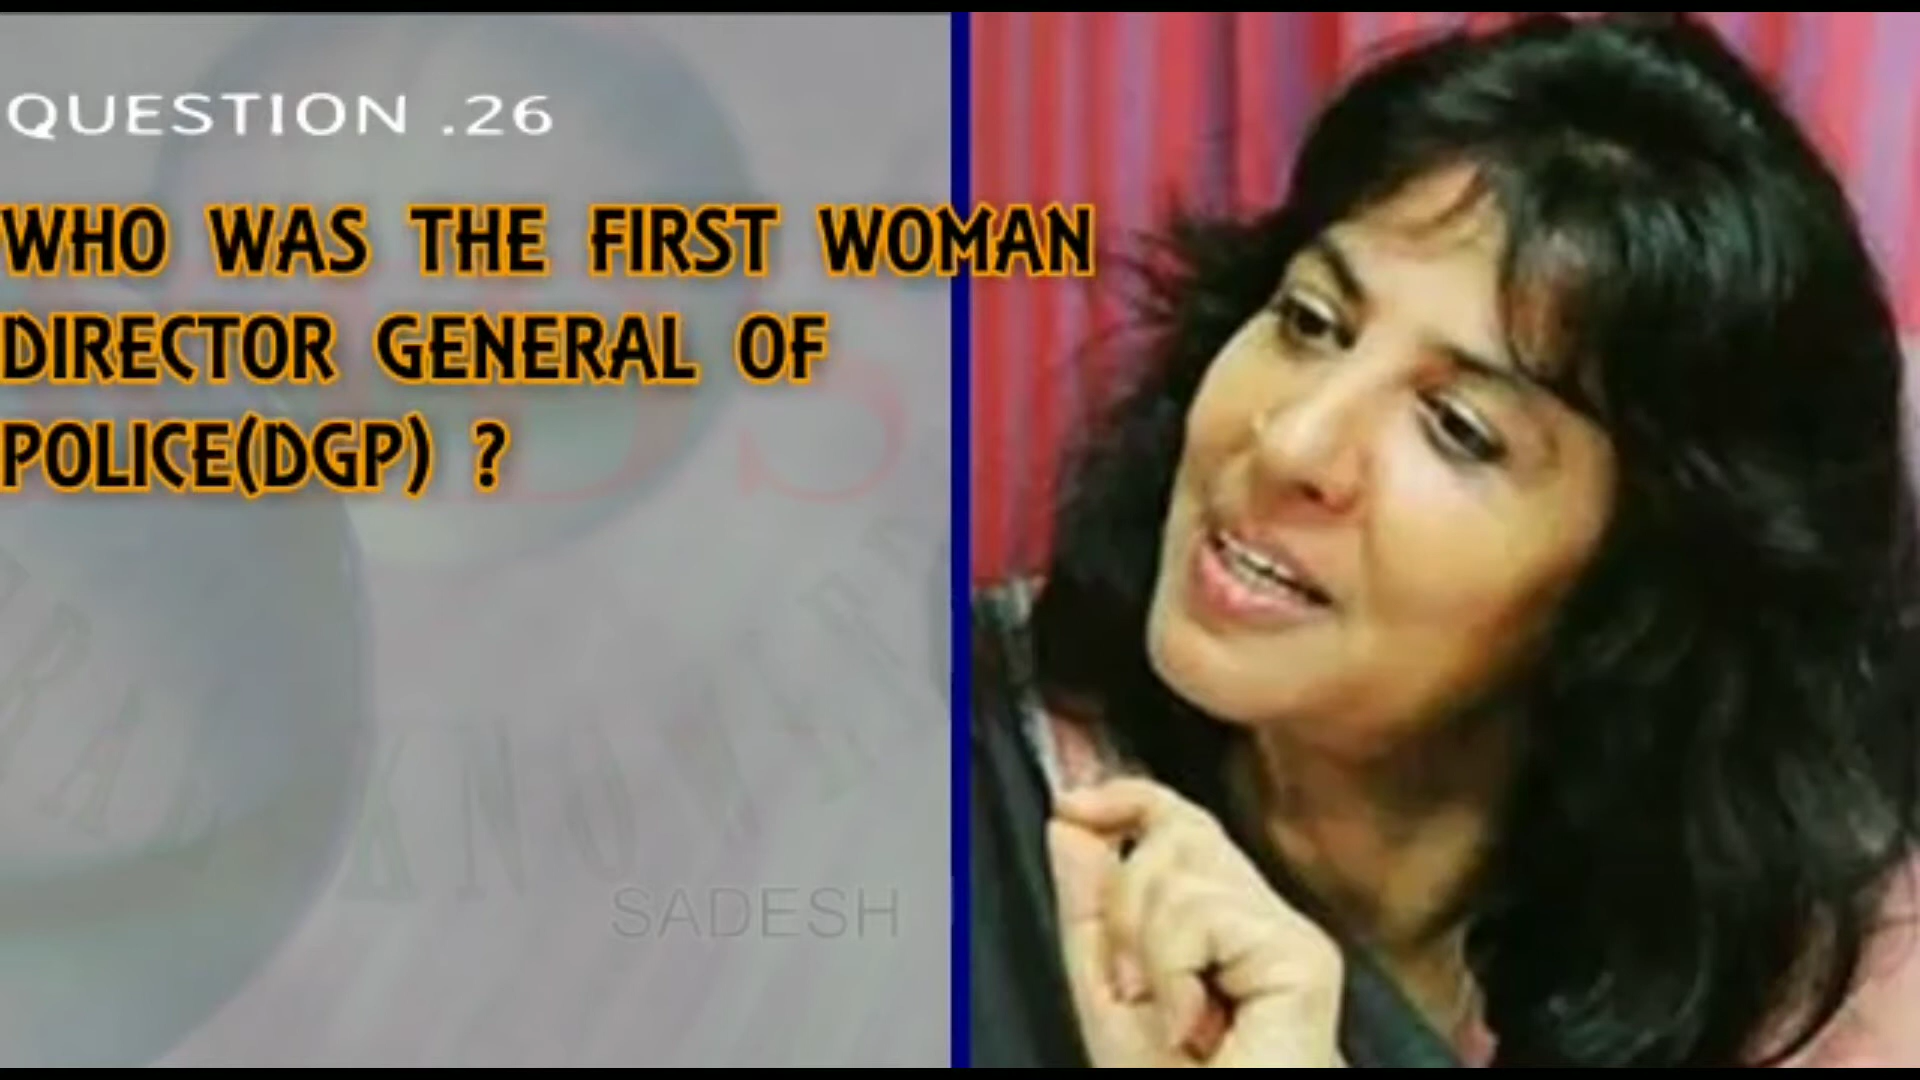 QUESTION .26
WHO WAS THE FIRST WOMAN
DIRECTOR GENERAL OF
POLICE(DGP) ?
SADESH